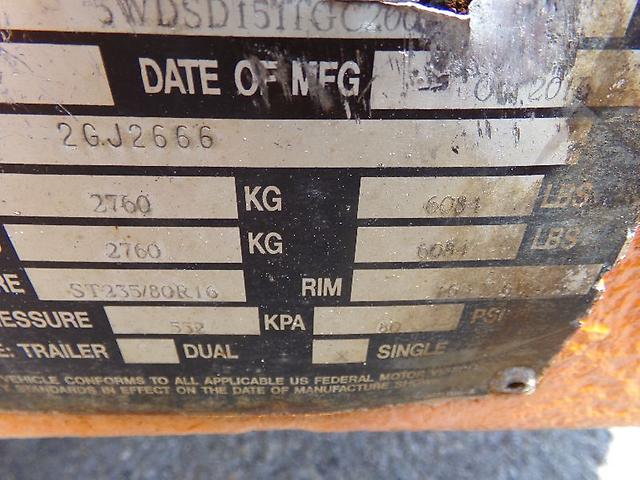 DATE OF MFG
2GJ2666
2760 KG 6084 LBS
2760 KG 6084 LBS
RE ST235/80R16 RIM
ESSURE 552 KPA 80 PSI
E: TRAILER DUAL X SINGLE
VEHICLE CONFORMS TO ALL APPLICABLE US FEDERAL MOTOR
STANDARDS IN EFFECT ON THE DATE OF MANUFACTURE